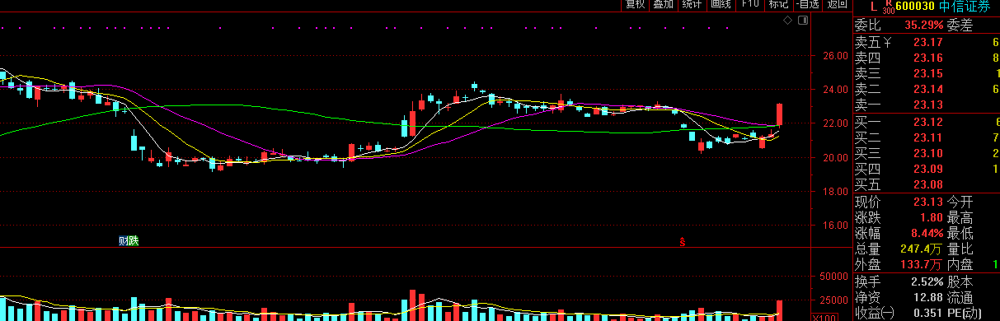 复权 叠加 统计 画线 F10 标记 -自选 返回
L R 300 600030 中信证券
委比 35.29% 委差
卖五 ¥ 23.17 6
卖四 23.16 8
卖三 23.15 1
卖二 23.14 6
卖一 23.13
买一 23.12 6
买二 23.11 7
买三 23.10 2
买四 23.09 1
买五 23.08
现价 23.13 今开
涨跌 1.80 最高
涨幅 8.44% 最低
总量 247.4万 量比
外盘 133.7万 内盘 1
换手 2.52% 股本
净资 12.88 流通
收益(一) 0.351 PE(动)
26.00
24.00
22.00
20.00
18.00
16.00
财跌 S
50000
25000
X100